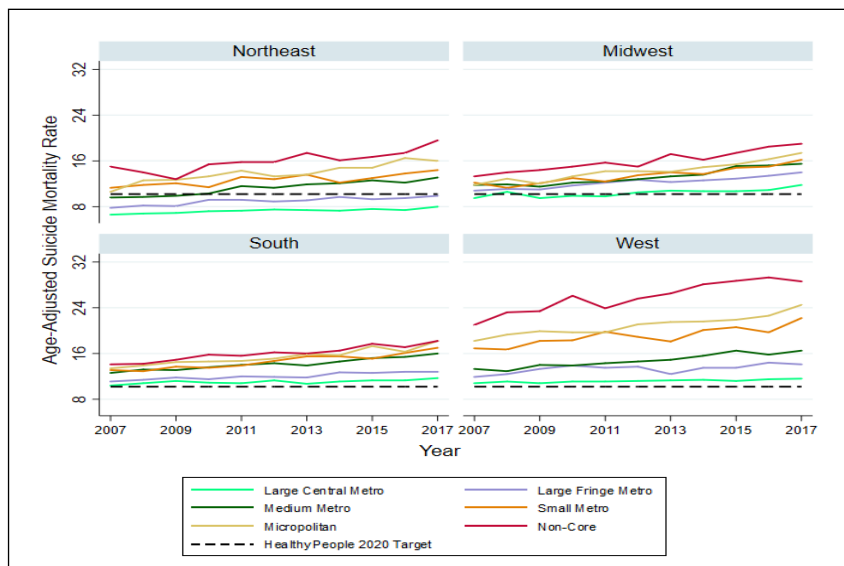 Northeast
Midwest
32
24
16
8
South
West
32
24
16
8
Age-Adjusted Suicide Mortality Rate
2007 2009 2011 2013 2015 2017 2007 2009 2011 2013 2015 2017
Year
Large Central Metro
Large Fringe Metro
Medium Metro
Small Metro
Micropolitan
Non-Core
Healthy People 2020 Target